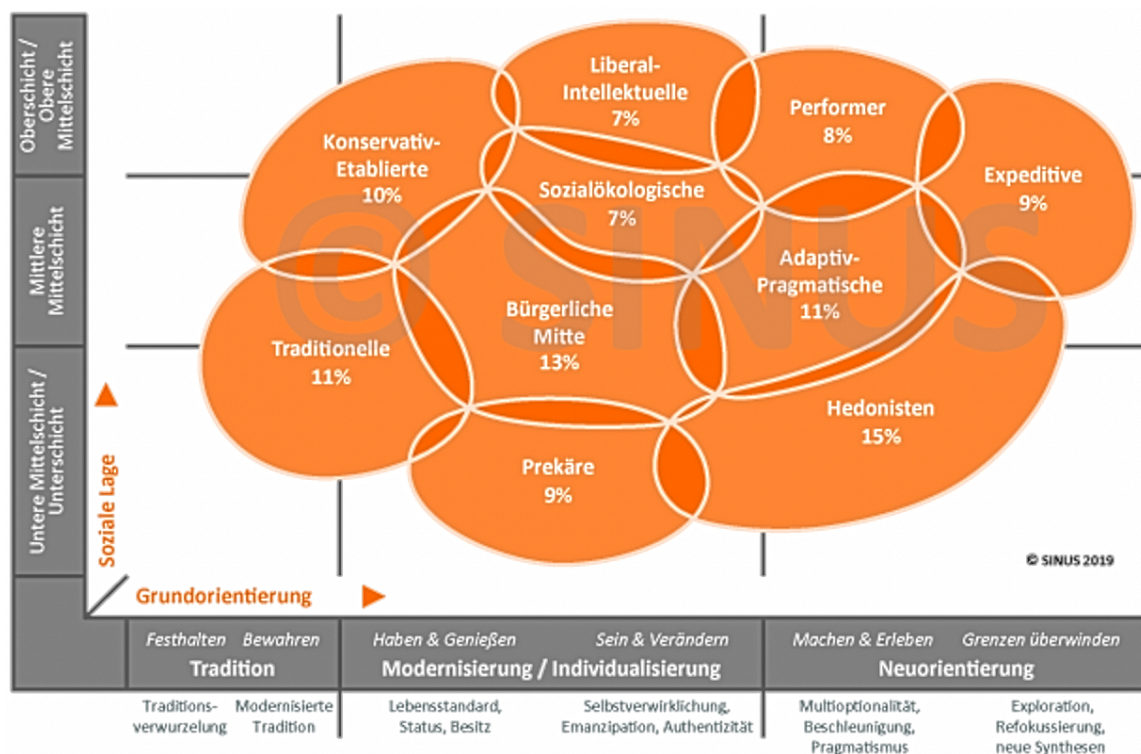 Oberschicht /
Obere
Mittelschicht
Mittlere
Mittelschicht
Untere Mittelschicht /
Unterschicht
Soziale Lage
Liberal-
Intellektuelle
7%
Performer
8%
Konservativ-
Etablierte
10%
Expeditive
9%
Sozialökologische
7%
© SINUS
Adaptiv-
Pragmatische
11%
Bürgerliche
Mitte
13%
Traditionelle
11%
Hedonisten
15%
Prekäre
9%
© SINUS 2019
Grundorientierung
Festhalten Bewahren
Tradition
Haben & Genießen Sein & Verändern
Modernisierung / Individualisierung
Machen & Erleben Grenzen überwinden
Neuorientierung
Traditions-
verwurzelung
Modernisierte
Tradition
Lebensstandard,
Status, Besitz
Selbstverwirklichung,
Emanzipation, Authentizität
Multioptionalität,
Beschleunigung,
Pragmatismus
Exploration,
Refokussierung,
neue Synthesen